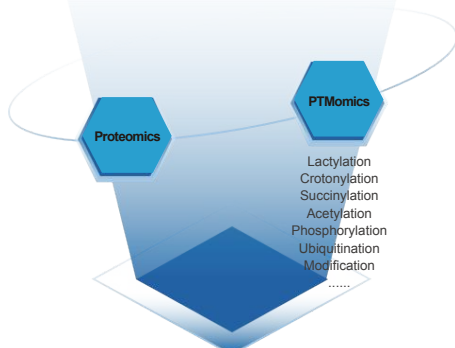 PTMomics
Proteomics
Lactylation
Crotonylation
Succinylation
Acetylation
Phosphorylation
Ubiquitination
Modification
......